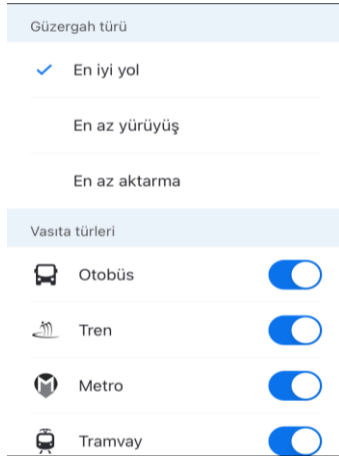 Güzergah türü
En iyi yol
En az yürüyüş
En az aktarma
Vasıta türleri
Otobüs
Tren
Metro
Tramvay